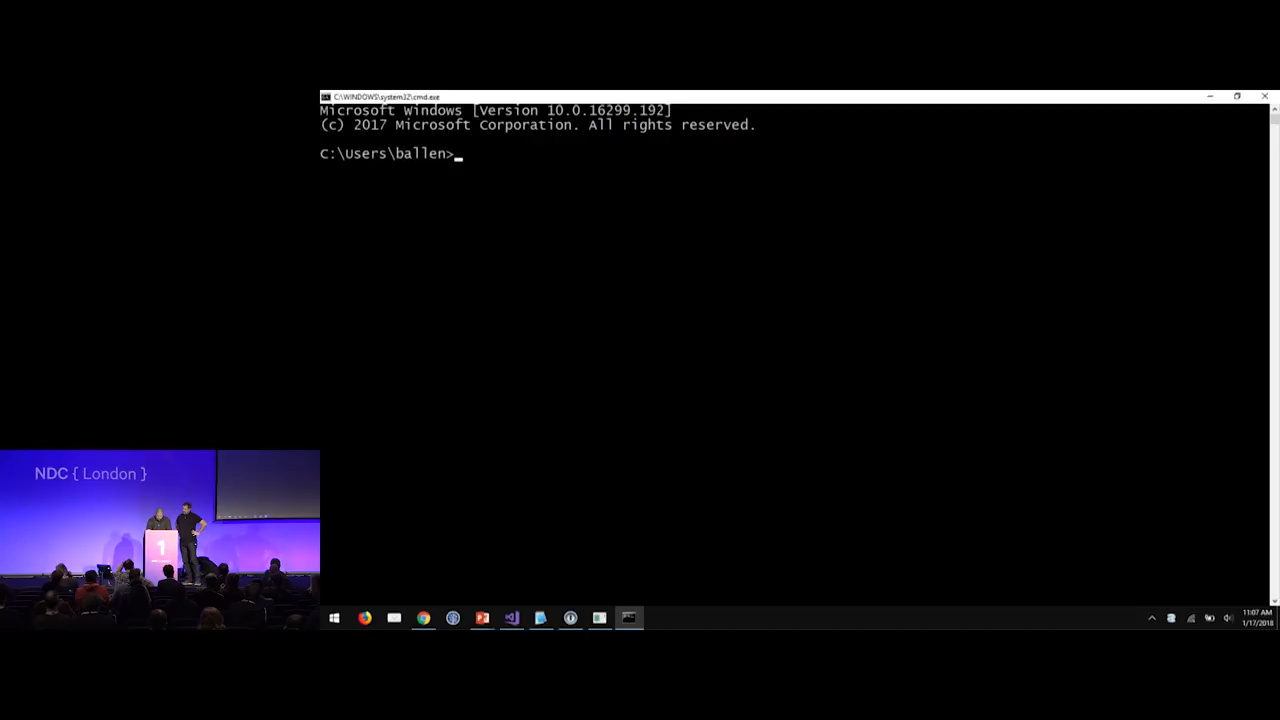 C:\WINDOWS\system32\cmd.exe
Microsoft Windows [Version 10.0.16299.192]
(c) 2017 Microsoft Corporation. All rights reserved.
C:\Users\ballen>
NDC { London }
1
11:07 AM
1/17/2018